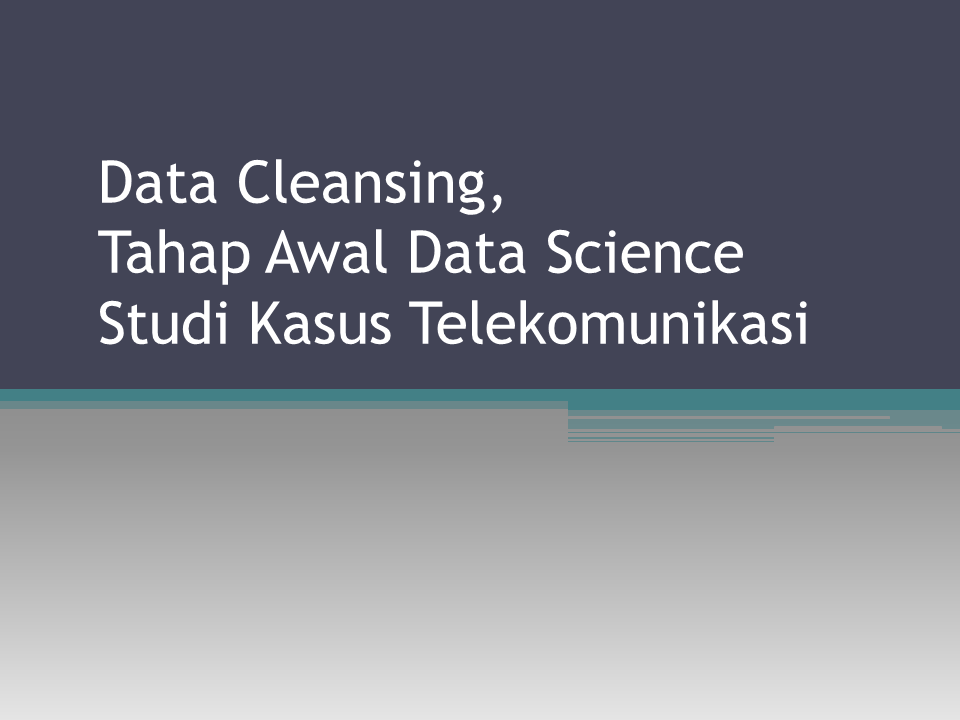 Data Cleansing,
Tahap Awal Data Science
Studi Kasus Telekomunikasi